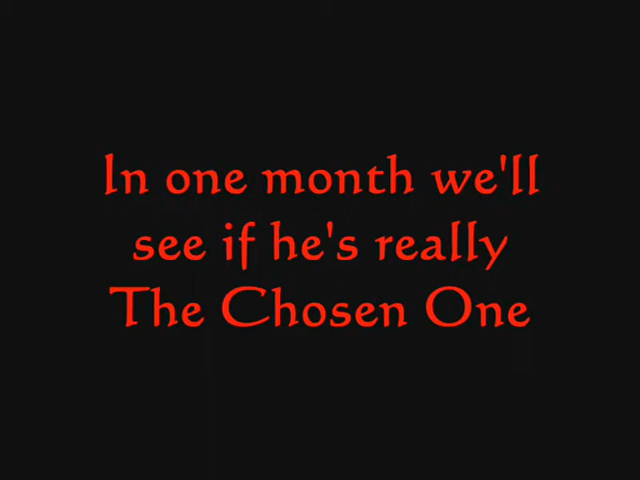 In one month we'll
see if he's really
The Chosen One